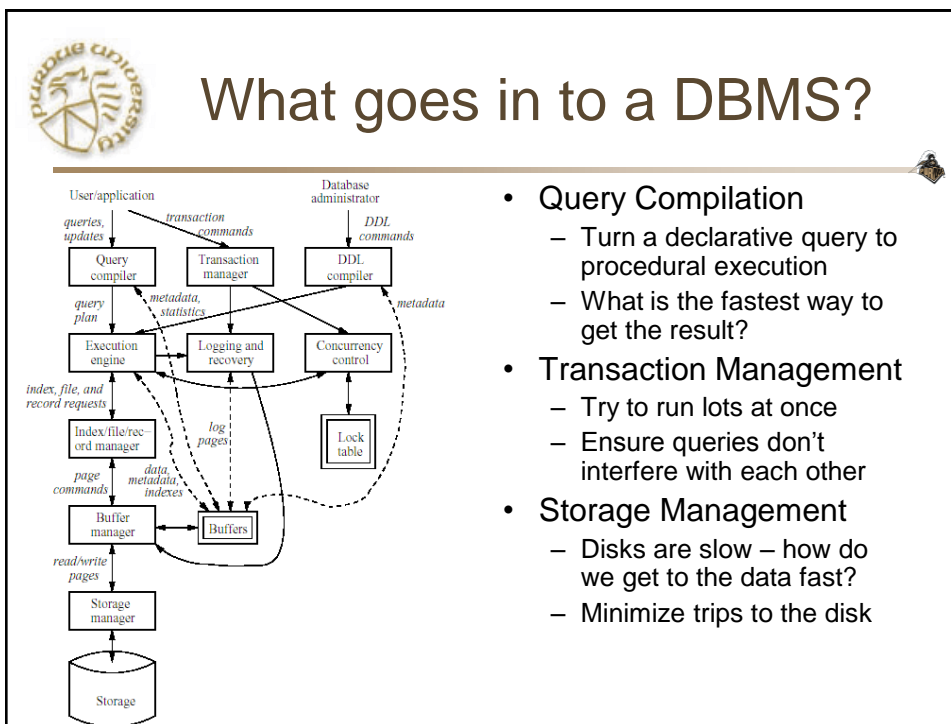 PURDUE UNIVERSITY
What goes in to a DBMS?
User/application
Database
administrator
queries,
updates
transaction
commands
DDL
commands
Query
compiler
Transaction
manager
DDL
compiler
query
plan
metadata,
statistics
metadata
Execution
engine
Logging and
recovery
Concurrency
control
index, file, and
record requests
Index/file/rec-
ord manager
log
pages
Lock
table
page
commands
data,
metadata,
indexes
Buffer
manager
Buffers
read/write
pages
Storage
manager
Storage
• Query Compilation
– Turn a declarative query to
procedural execution
– What is the fastest way to
get the result?
• Transaction Management
– Try to run lots at once
– Ensure queries don't
interfere with each other
• Storage Management
– Disks are slow – how do
we get to the data fast?
– Minimize trips to the disk